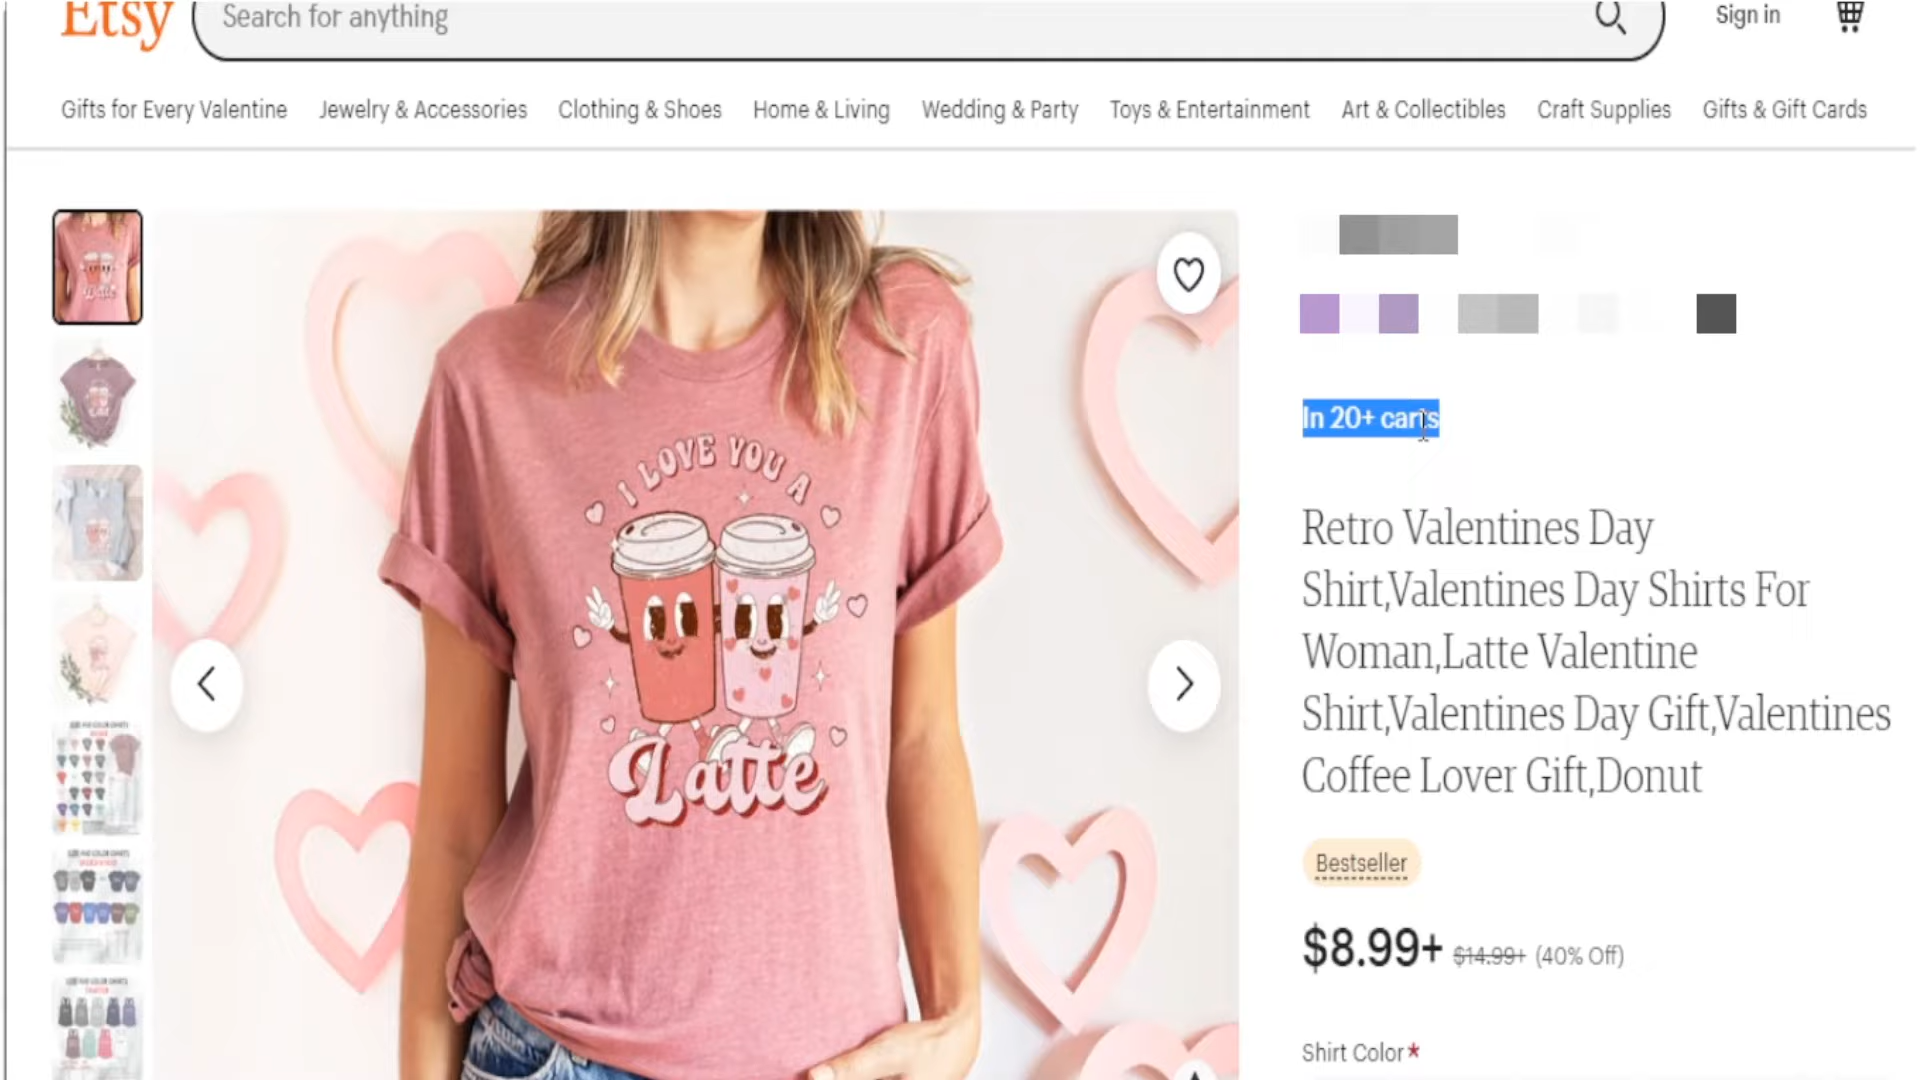 Etsy
Search for anything
Sign in
Gifts for Every Valentine
Jewelry & Accessories
Clothing & Shoes
Home & Living
Wedding & Party
Toys & Entertainment
Art & Collectibles
Craft Supplies
Gifts & Gift Cards
I LOVE YOU A
Latte
In 20+ carts
Retro Valentines Day
Shirt,Valentines Day Shirts For
Woman,Latte Valentine
Shirt,Valentines Day Gift,Valentines
Coffee Lover Gift,Donut
Bestseller
$8.99+ $14.99+ (40% Off)
Shirt Color*